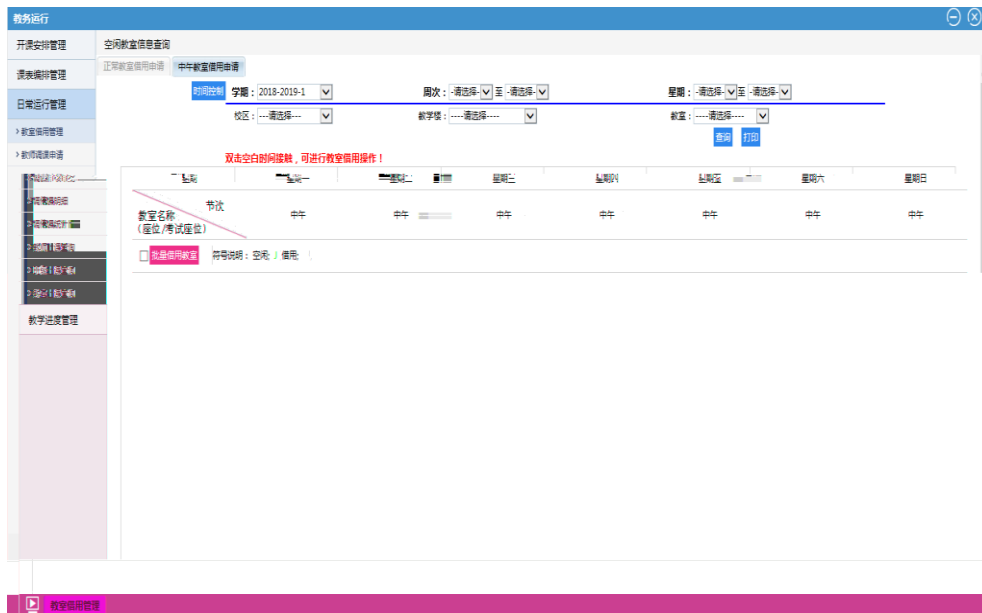 教务运行
开课安排管理
空闲教室信息查询
正常教室借用申请 中午教室借用申请
课表编排管理
时间控制 学期：2018-2019-1 周次：-请选择- 至 -请选择- 星期：-请选择- 至 -请选择-
日常运行管理
校区：---请选择--- 教学楼：----请选择---- 教室：----请选择----
> 教室借用管理
查询 打印
> 教师调课申请
双击空白时间接触，可进行教室借用操作！
星期三 星期四 星期五 星期六 星期日
节次
教室名称
(座位/考试座位)
中午 中午 中午 中午 中午 中午 中午
批量借用教室 符号说明：空闲; 借用;
教学进度管理
教室借用管理